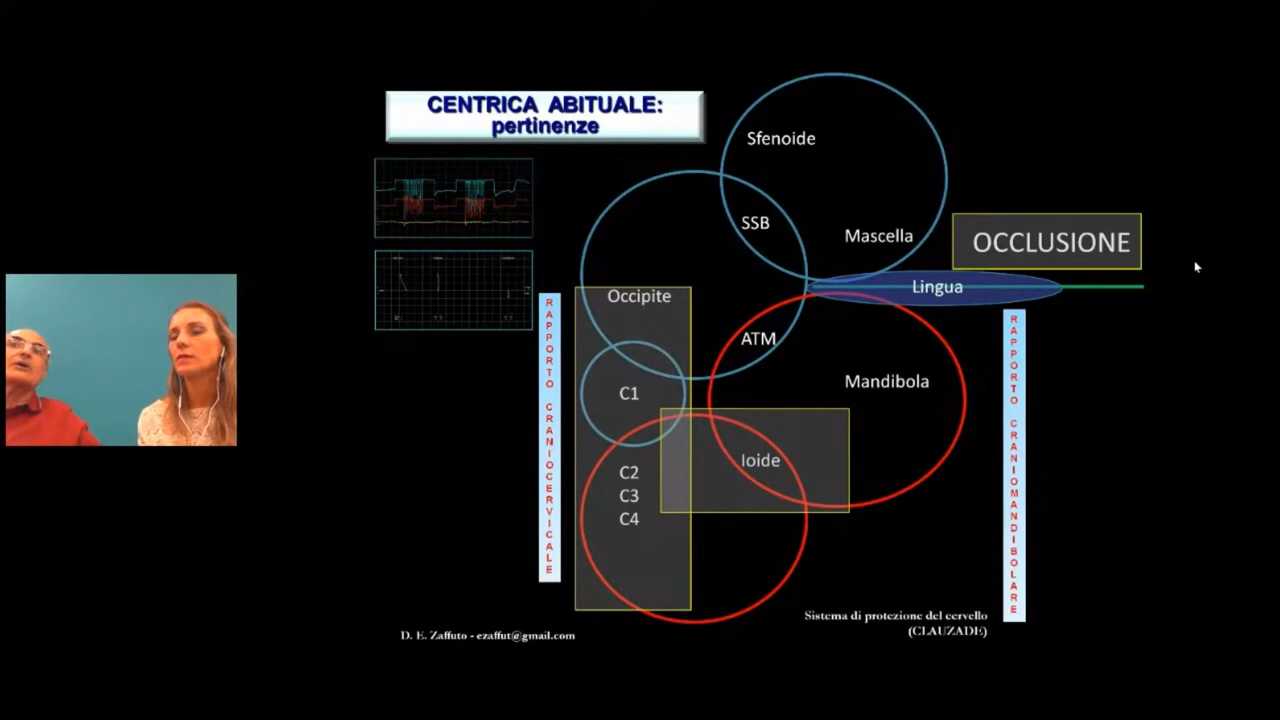 CENTRICA ABITUALE:
pertinenze
Sfenoide
SSB
Mascella
OCCLUSIONE
Lingua
Occipite
ATM
Mandibola
C1
Ioide
C2
C3
C4
RAPPORTO CRANIOCERVICALE
RAPPORTO CRANIOMANDIBOLARE
Sistema di protezione del cervello
(CLAUZADE)
D. E. Zaffuto - ezaffut@gmail.com